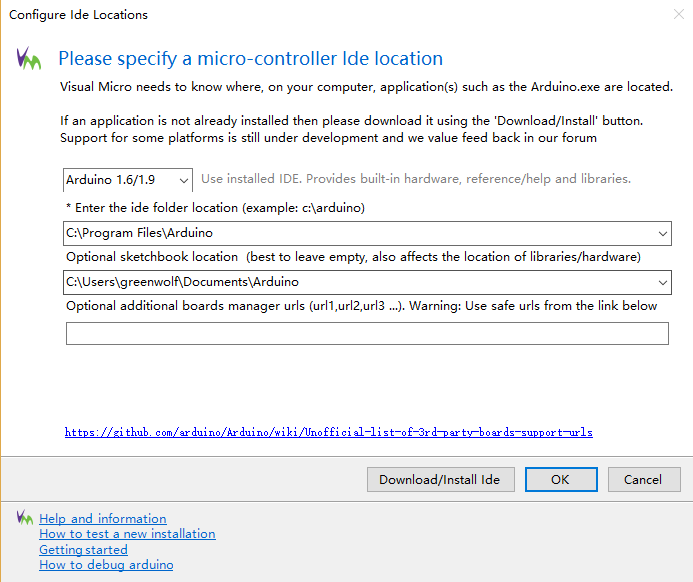 Configure Ide Locations
Please specify a micro-controller Ide location
Visual Micro needs to know where, on your computer, application(s) such as the Arduino.exe are located.
If an application is not already installed then please download it using the 'Download/Install' button.
Support for some platforms is still under development and we value feed back in our forum
Arduino 1.6/1.9 Use installed IDE. Provides built-in hardware, reference/help and libraries.
* Enter the ide folder location (example: c:\arduino)
C:\Program Files\Arduino
Optional sketchbook location (best to leave empty, also affects the location of libraries/hardware)
C:\Users\greenwolf\Documents\Arduino
Optional additional boards manager urls (url1,url2,url3 ...). Warning: Use safe urls from the link below
https://github.com/arduino/Arduino/wiki/Unofficial-list-of-3rd-party-boards-support-urls
Download/Install Ide OK Cancel
Help and information
How to test a new installation
Getting started
How to debug arduino